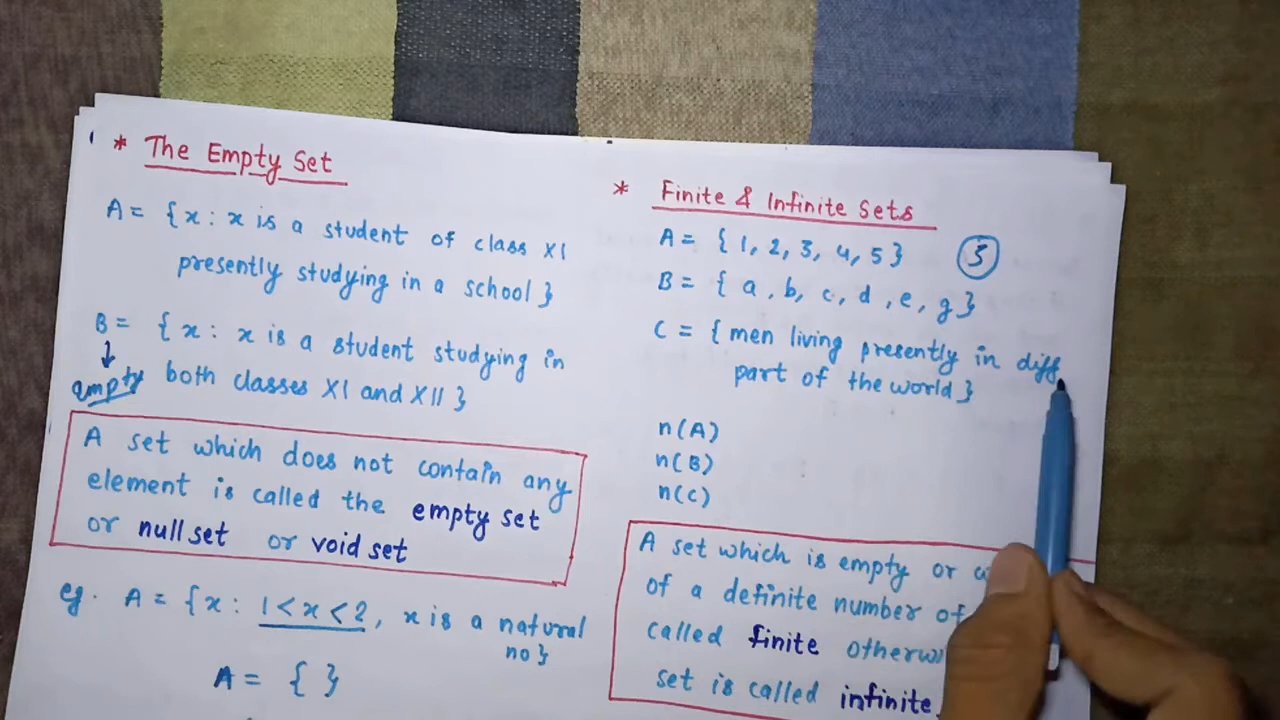 * The Empty Set
A = {x : x is a student of class XI
presently studying in a school}
B = {x : x is a student studying in
both classes XI and XII}
empty
A set which does not contain any
element is called the empty set
or null set or void set
eg. A = {x : 1 < x < 2, x is a natural
no}
A = { }
* Finite & Infinite Sets
A = {1, 2, 3, 4, 5} 5
B = {a, b, c, d, e, g}
C = {men living presently in diff
part of the world}
n(A)
n(B)
n(C)
A set which is empty or
of a definite number of
called finite
set is called infinite.